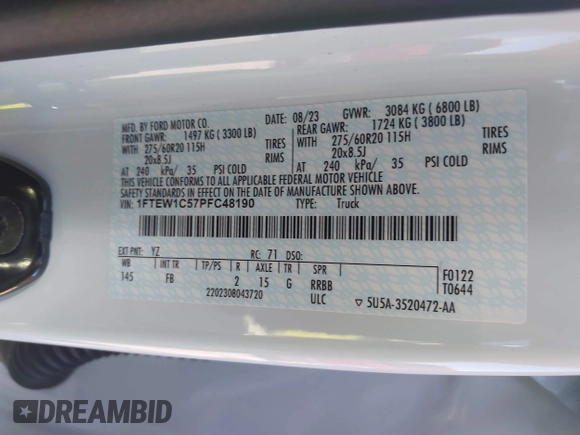 MFD. BY FORD MOTOR CO.
DATE: 08/23 GVWR: 3084 KG ( 6800 LB)
FRONT GAWR: 1497 KG ( 3300 LB)
REAR GAWR: 1724 KG ( 3800 LB)
WITH 275/60R20 115H TIRES
WITH 275/60R20 115H TIRES
20x8.5J RIMS
20x8.5J RIMS
AT 240 kPa/ 35 PSI COLD
AT 240 kPa/ 35 PSI COLD
THIS VEHICLE CONFORMS TO ALL APPLICABLE FEDERAL MOTOR VEHICLE
SAFETY STANDARDS IN EFFECT ON THE DATE OF MANUFACTURE SHOWN ABOVE.
VIN: 1FTEW1C57PFC48190 TYPE: Truck
EXT PNT: YZ RC: 71 DSO:
WB INT TR TP/PS R AXLE TR SPR
145 FB 2 15 G RRBB
2202308043720 ULC
F0122
T0644
5U5A-3520472-AA
DREAMBID